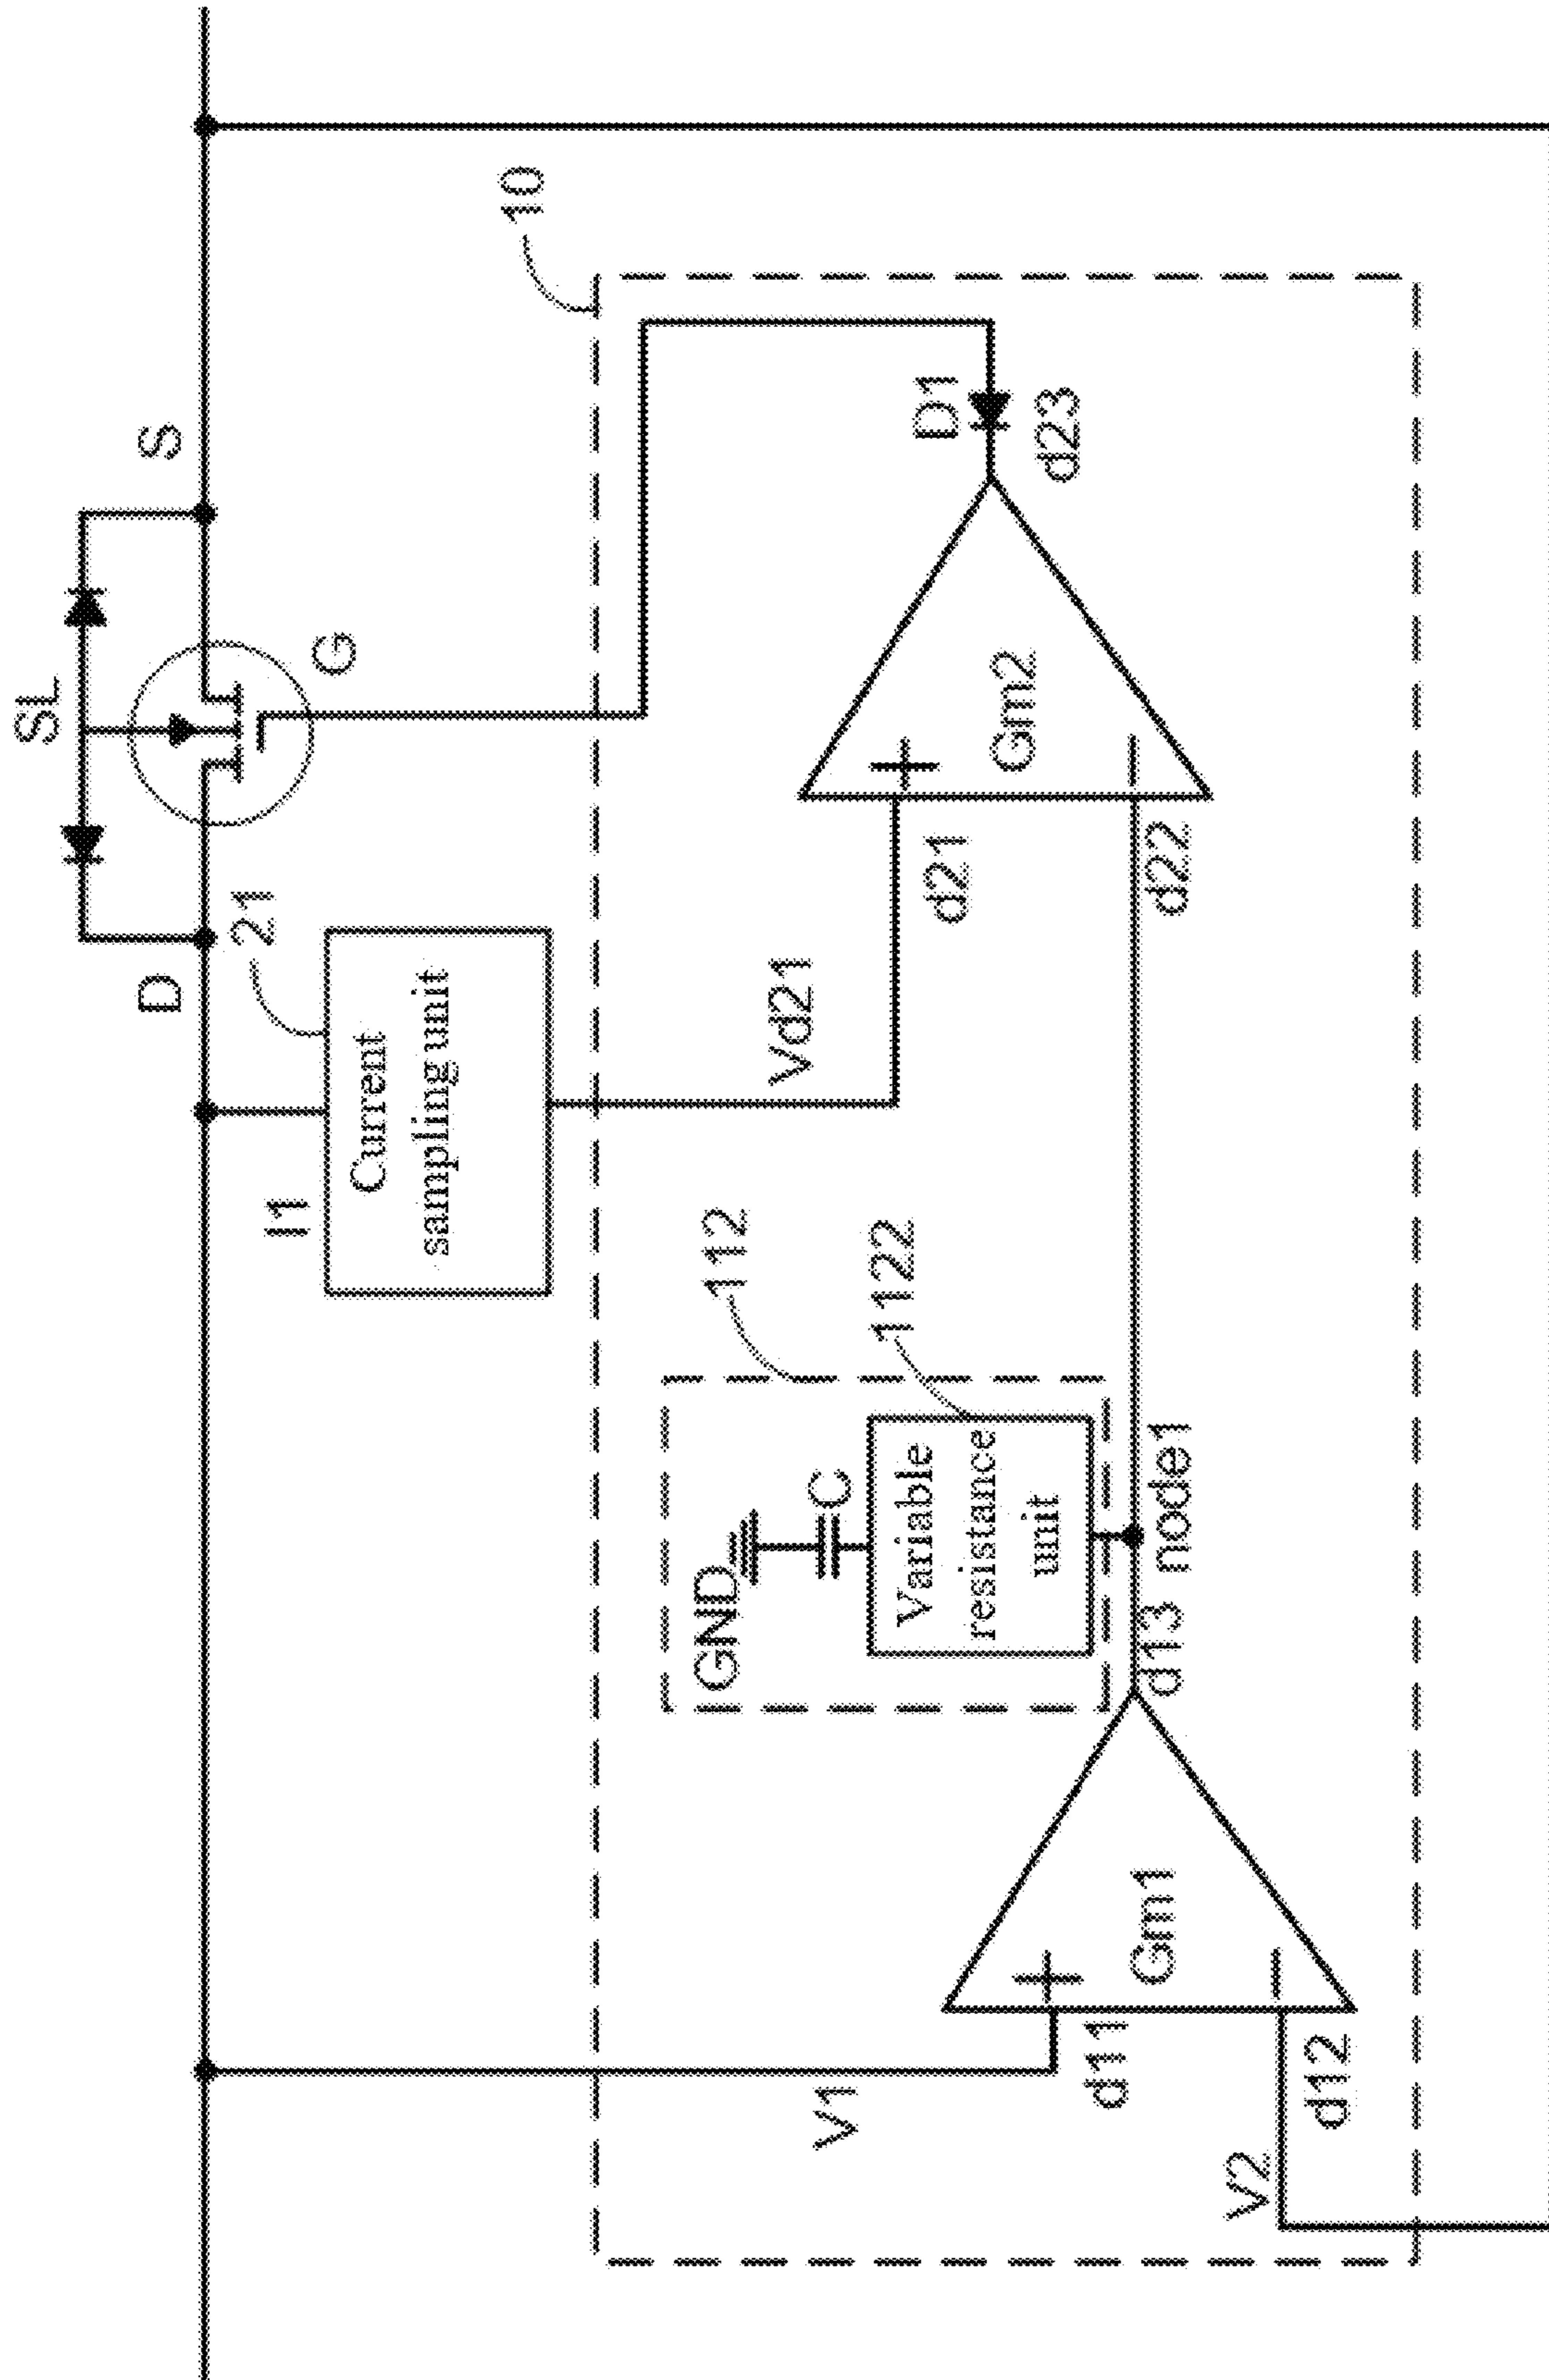 SL
D
S
G
21
10
I1
Current
sampling unit
D1
d23
Vd21
d21
Gm2
d22
112
1122
GND
C
Variable
resistance
unit
node1
d13
V1
d11
Gm1
V2
d12